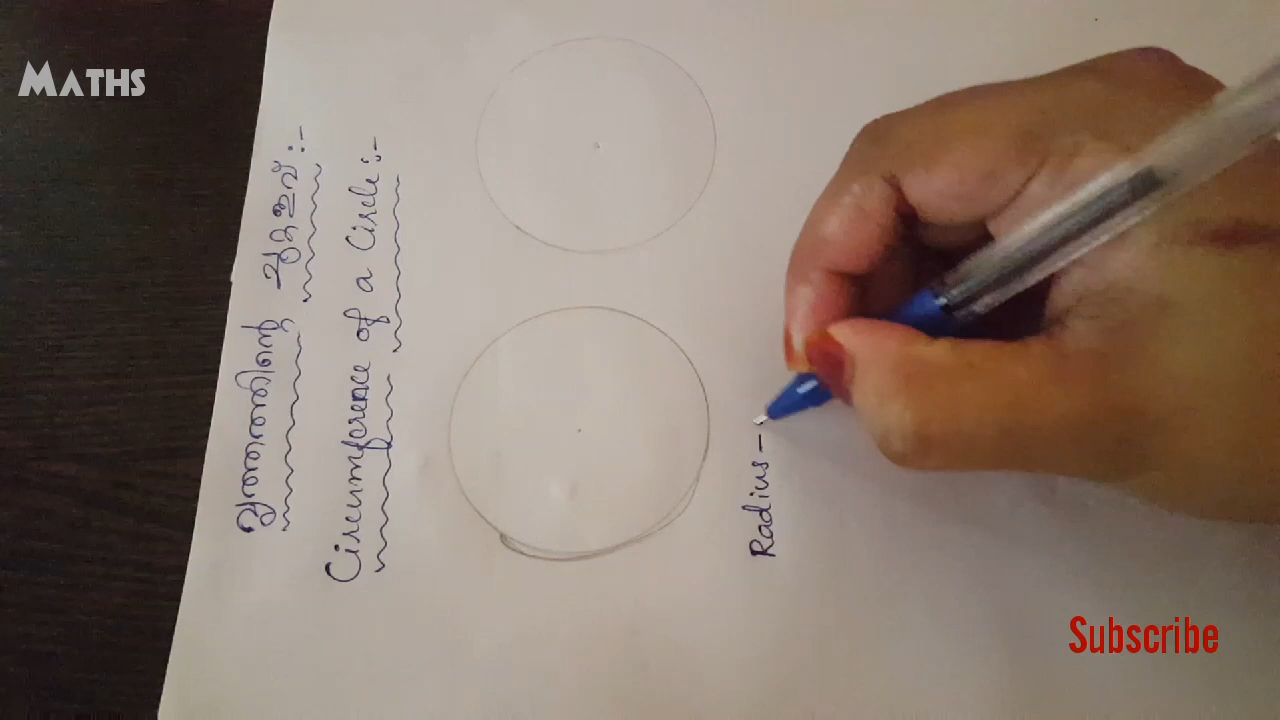 MATHS
വൃത്തത്തിന്റെ ചുറ്റളവ് :-
Circumference of a Circle :-
Radius -
Subscribe